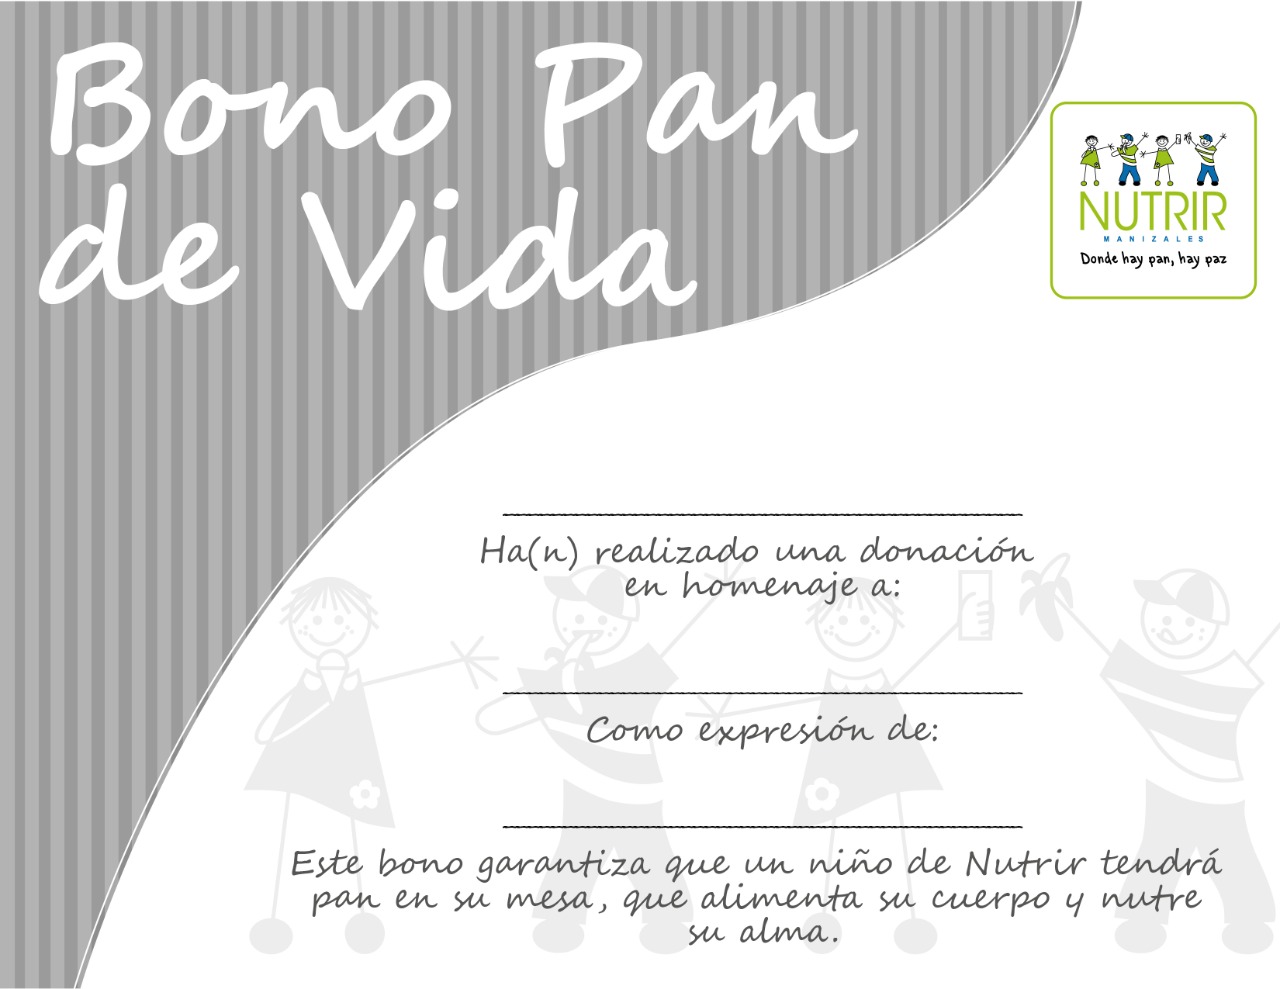 Bono Pan
de Vida
NUTRIR
MANIZALES
Donde hay pan, hay paz
Ha(n) realizado una donación
en homenaje a:
Como expresión de:
Este bono garantiza que un niño de Nutrir tendrá
pan en su mesa, que alimenta su cuerpo y nutre
su alma.